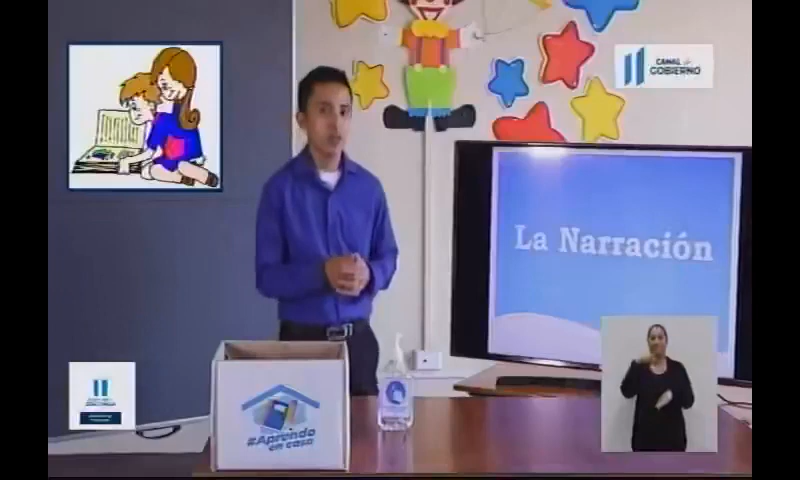 CANAL de
GOBIERNO
La Narración
#Aprendo
en casa